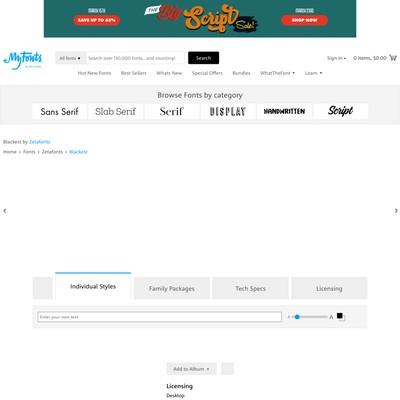 MARCH 15TH
SAVE UP TO 65%
THE Big Script Sale!
SHOP NOW
MyFonts
All fonts
Search over 130,000 fonts...and counting!
Search
Sign in
0 items, $0.00
Hot New Fonts
Best Sellers
Whats New
Special Offers
Bundles
WhatTheFont
Learn
Browse Fonts by category
Sans Serif
Slab Serif
Serif
DISPLAY
HANDWRITTEN
Script
Blackest by Zetafonts
Home
Fonts
Zetafonts
Blackest
Individual Styles
Family Packages
Tech Specs
Licensing
Enter your own text
A
A
Add to Album
Licensing
Desktop